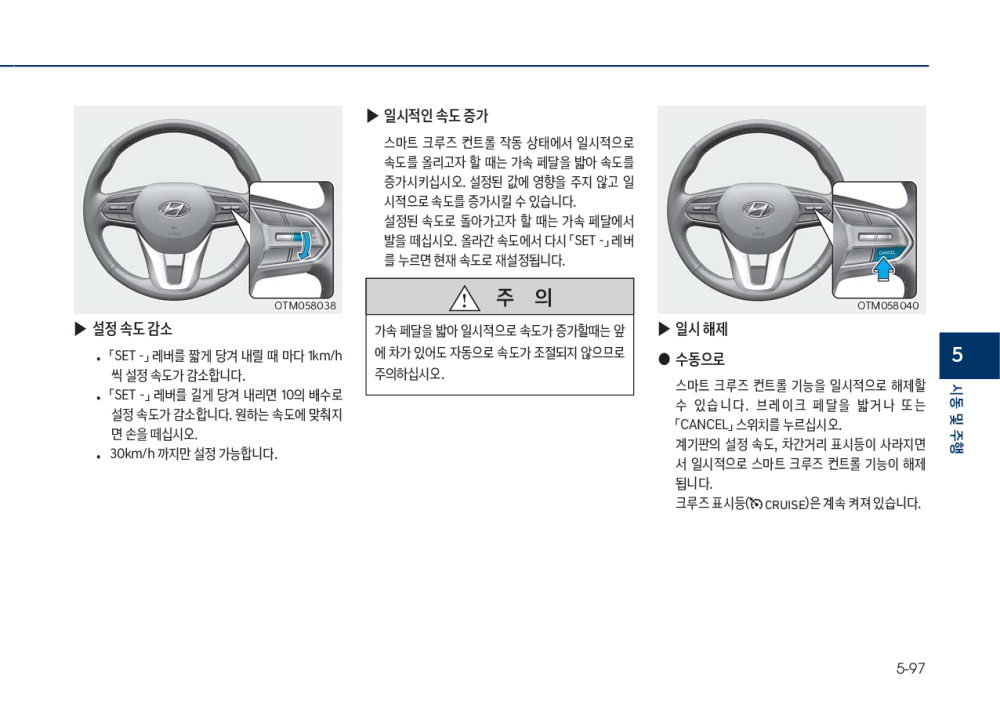 OTM058038
▶ 설정 속도 감소
• 「SET -」 레버를 짧게 당겨 내릴 때 마다 1km/h
씩 설정 속도가 감소합니다.
• 「SET -」 레버를 길게 당겨 내리면 10의 배수로
설정 속도가 감소합니다. 원하는 속도에 맞춰지
면 손을 떼십시오.
• 30km/h 까지만 설정 가능합니다.
▶ 일시적인 속도 증가
스마트 크루즈 컨트롤 작동 상태에서 일시적으로
속도를 올리고자 할 때는 가속 페달을 밟아 속도를
증가시키십시오. 설정된 값에 영향을 주지 않고 일
시적으로 속도를 증가시킬 수 있습니다.
설정된 속도로 돌아가고자 할 때는 가속 페달에서
발을 떼십시오. 올라간 속도에서 다시 「SET -」 레버
를 누르면 현재 속도로 재설정됩니다.
주 의
가속 페달을 밟아 일시적으로 속도가 증가할때는 앞
에 차가 있어도 자동으로 속도가 조절되지 않으므로
주의하십시오.
CANCEL
OTM058040
▶ 일시 해제
● 수동으로
스마트 크루즈 컨트롤 기능을 일시적으로 해제할
수 있습니다. 브레이크 페달을 밟거나 또는
「CANCEL」 스위치를 누르십시오.
계기판의 설정 속도, 차간거리 표시등이 사라지면
서 일시적으로 스마트 크루즈 컨트롤 기능이 해제
됩니다.
크루즈 표시등( CRUISE)은 계속 켜져 있습니다.
5
시동 및 주행
5-97